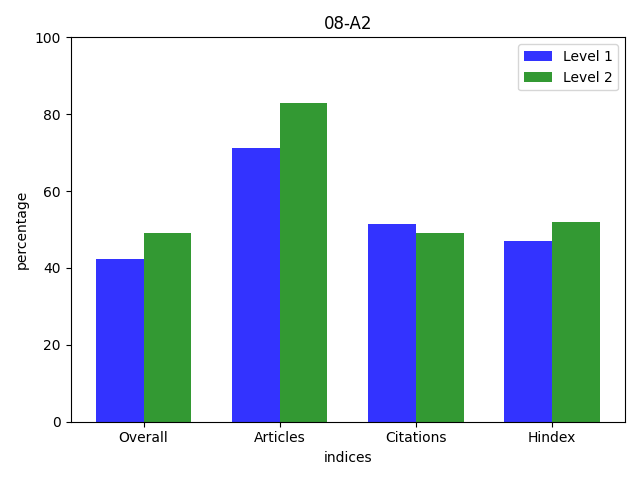 08-A2
100
80
60
40
20
0
percentage
Level 1
Level 2
Overall
Articles
Citations
Hindex
indices